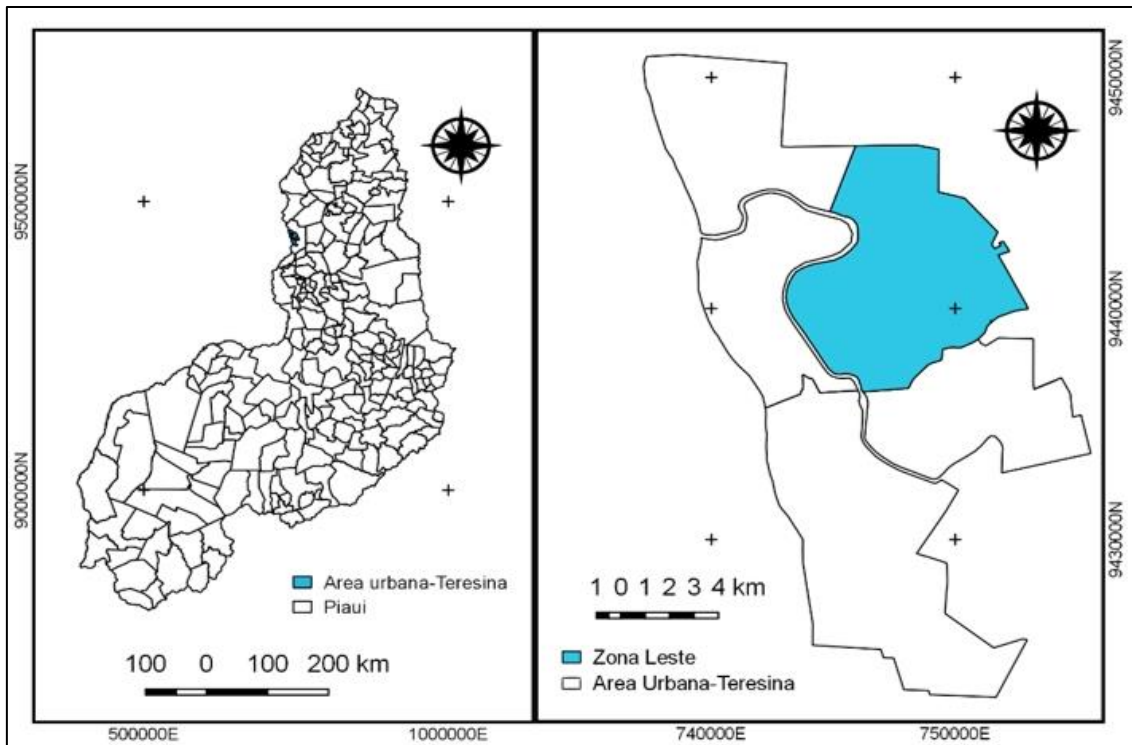 9500000N
9000000N
Area urbana-Teresina
Piaui
100 0 100 200 km
500000E
1000000E
9450000N
9440000N
9430000N
1 0 1 2 3 4 km
Zona Leste
Area Urbana-Teresina
740000E
750000E